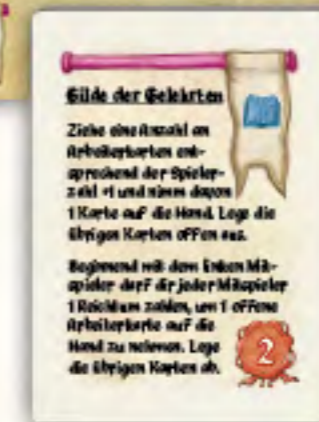 Gilde der Gelehrten
Ziehe eine Anzahl an
Arbeiterkarten ent-
sprechend der Spieler-
zahl +1 und nimm davon
1 Karte auf die Hand. Lege die
übrigen Karten offen aus.
Beginnend mit dem linken Mit-
spieler darf dir jeder Mitspieler
1 Reichtum zahlen, um 1 offene
Arbeiterkarte auf die
Hand zu nehmen. Lege
die übrigen Karten ab.
2